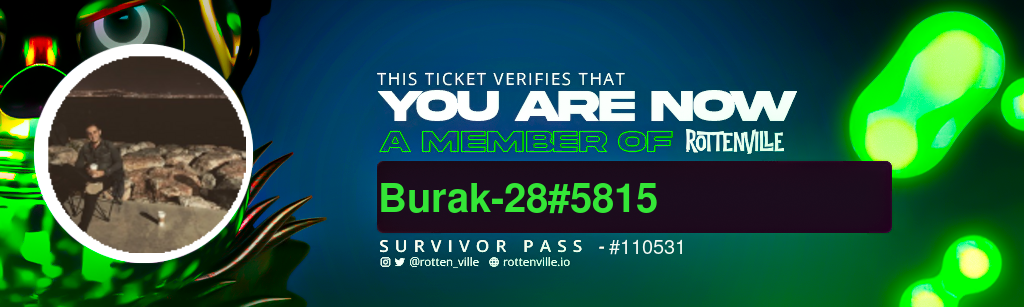 THIS TICKET VERIFIES THAT
YOU ARE NOW
A MEMBER OF ROTTENVILLE
Burak-28#5815
SURVIVOR PASS - #110531
@rotten_ville rottenville.io